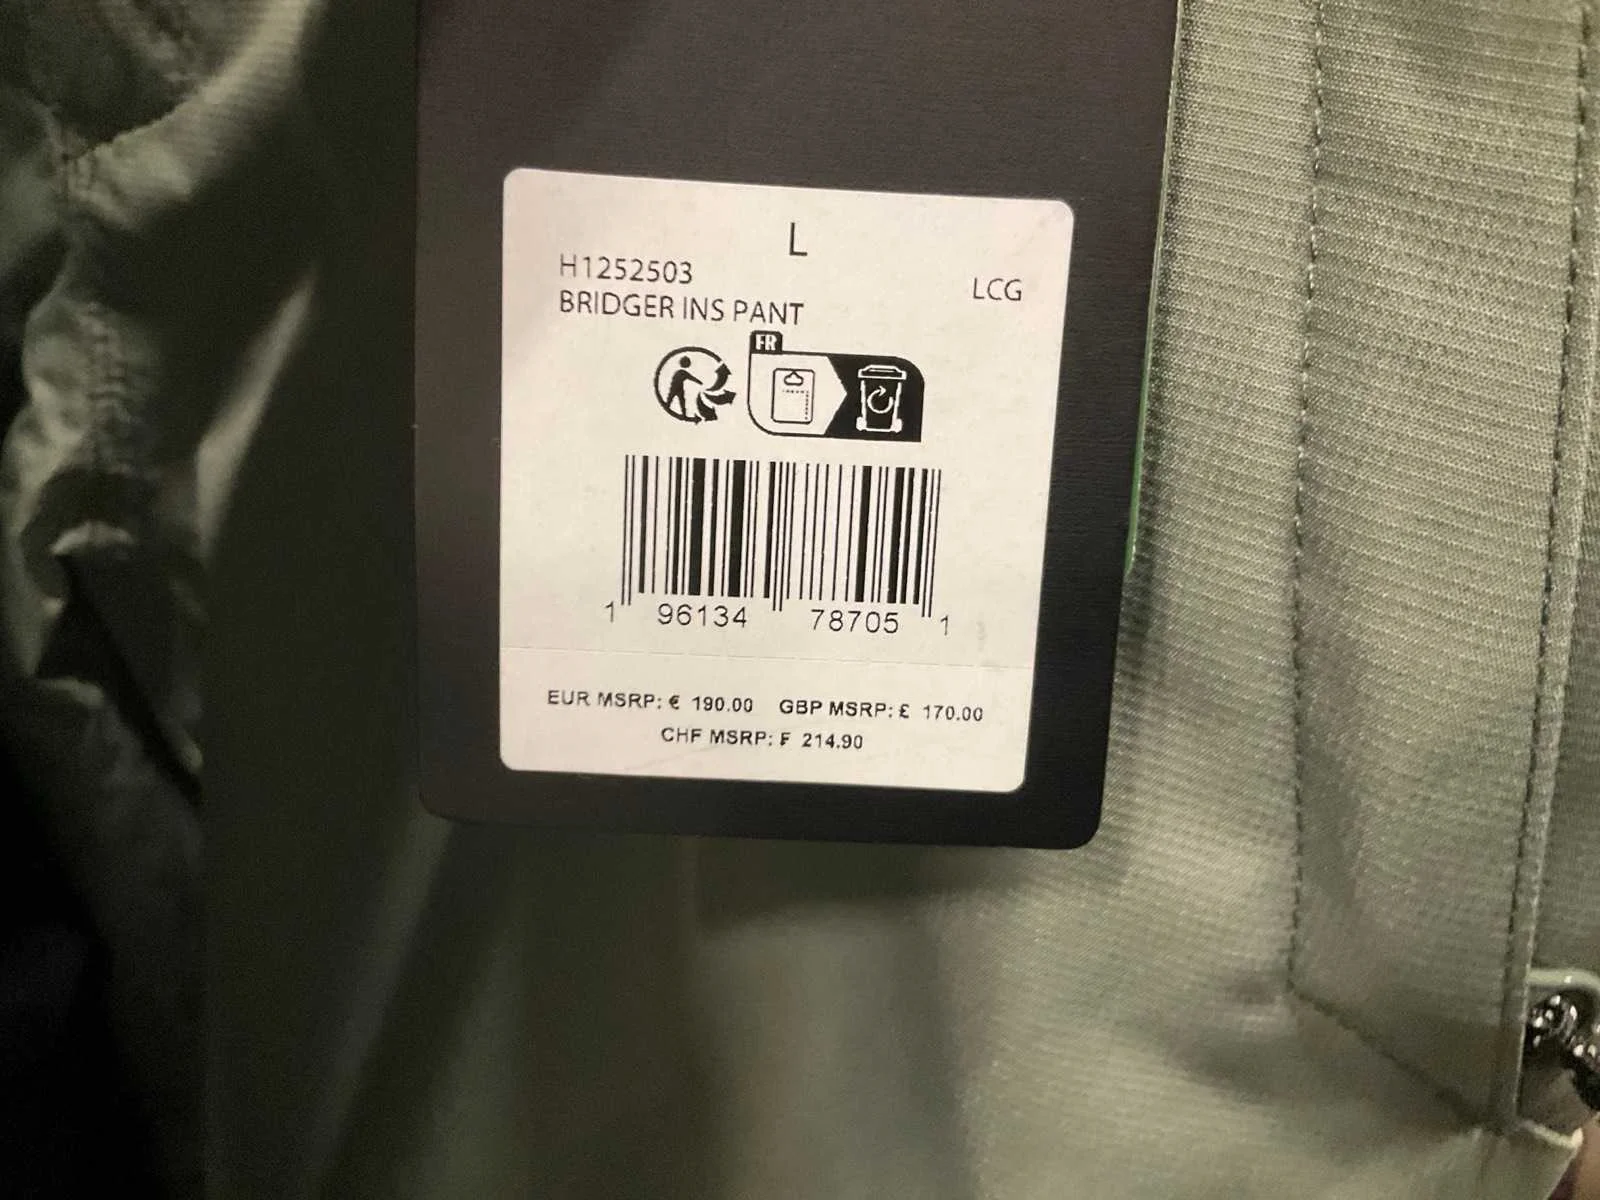 L
H1252503
LCG
BRIDGER INS PANT
FR
1 96134 78705 1
EUR MSRP: € 190.00 GBP MSRP: £ 170.00
CHF MSRP: ₣ 214.90